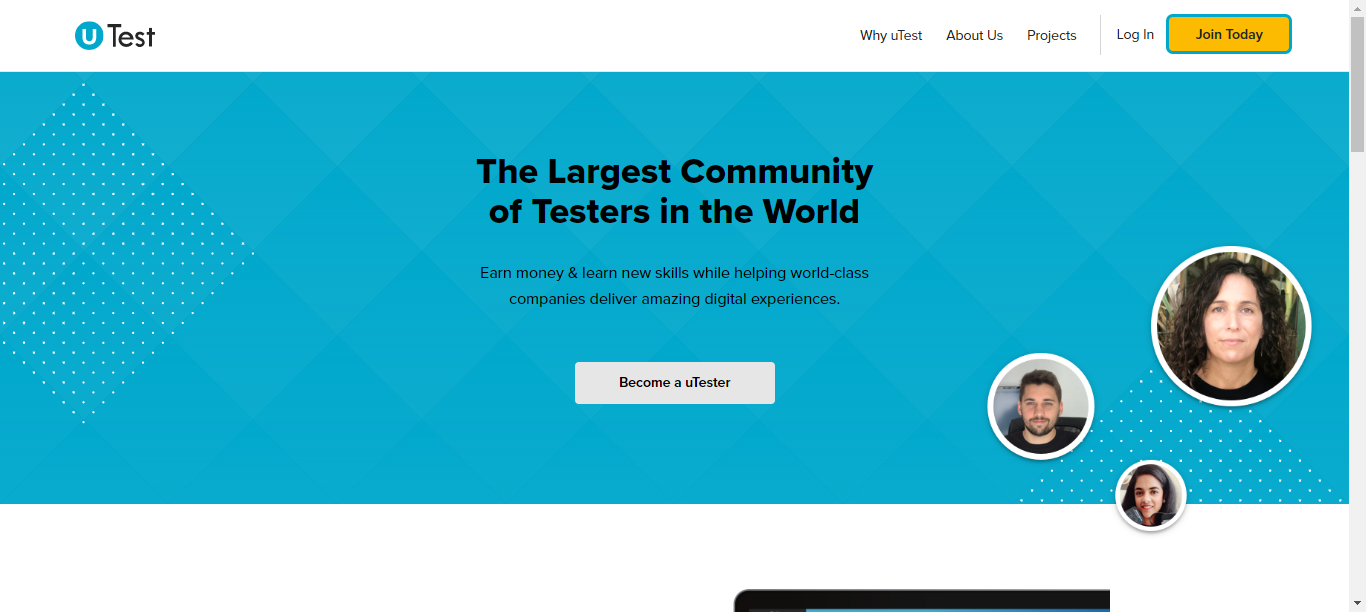 u Test
Why uTest
About Us
Projects
Log In
Join Today
The Largest Community
of Testers in the World
Earn money & learn new skills while helping world-class
companies deliver amazing digital experiences.
Become a uTester